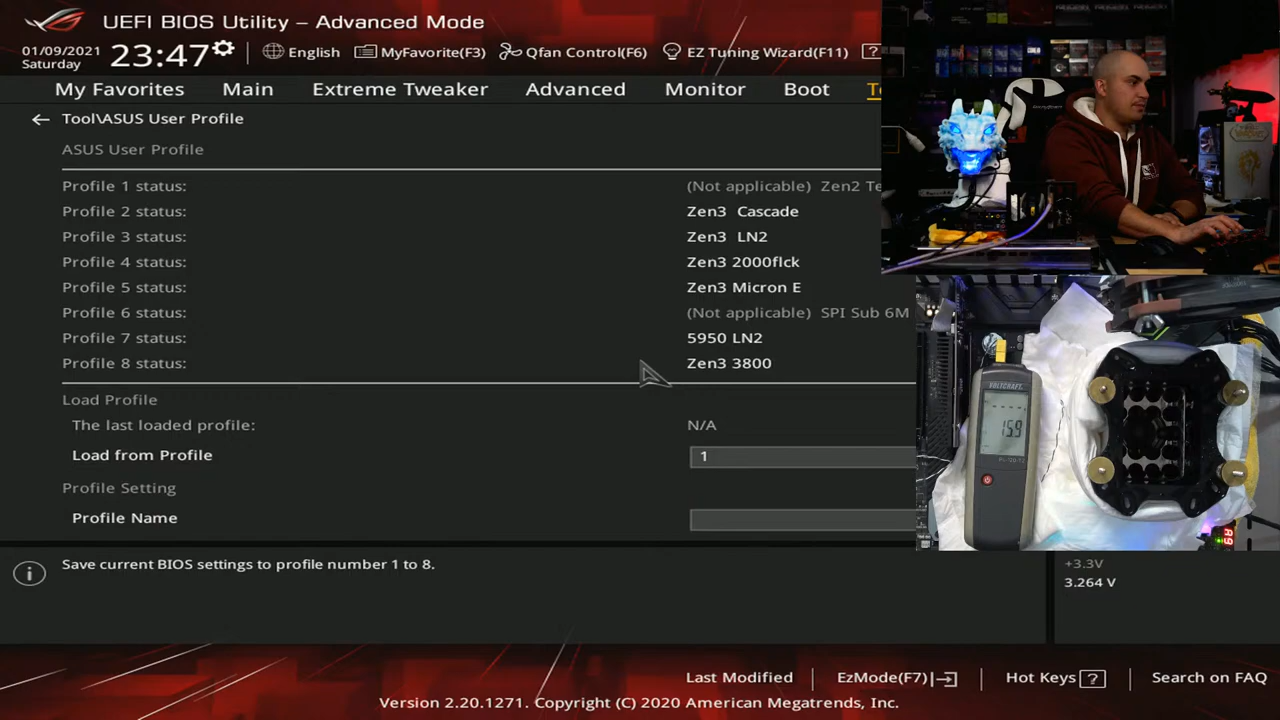 UEFI BIOS Utility – Advanced Mode
01/09/2021
Saturday
23:47
English
MyFavorite(F3)
Qfan Control(F6)
EZ Tuning Wizard(F11)
?
My Favorites Main Extreme Tweaker Advanced Monitor Boot
Tool\ASUS User Profile
ASUS User Profile
Profile 1 status: (Not applicable) Zen2
Profile 2 status: Zen3 Cascade
Profile 3 status: Zen3 LN2
Profile 4 status: Zen3 2000flck
Profile 5 status: Zen3 Micron E
Profile 6 status: (Not applicable) SPI Sub 6M
Profile 7 status: 5950 LN2
Profile 8 status: Zen3 3800
Load Profile
The last loaded profile: N/A
Load from Profile 1
Profile Setting
Profile Name
Save current BIOS settings to profile number 1 to 8.
+3.3V
3.264 V
VOLTCRAFT
15.9
A9
Last Modified
EzMode(F7)
Hot Keys ?
Search on FAQ
Version 2.20.1271. Copyright (C) 2020 American Megatrends, Inc.